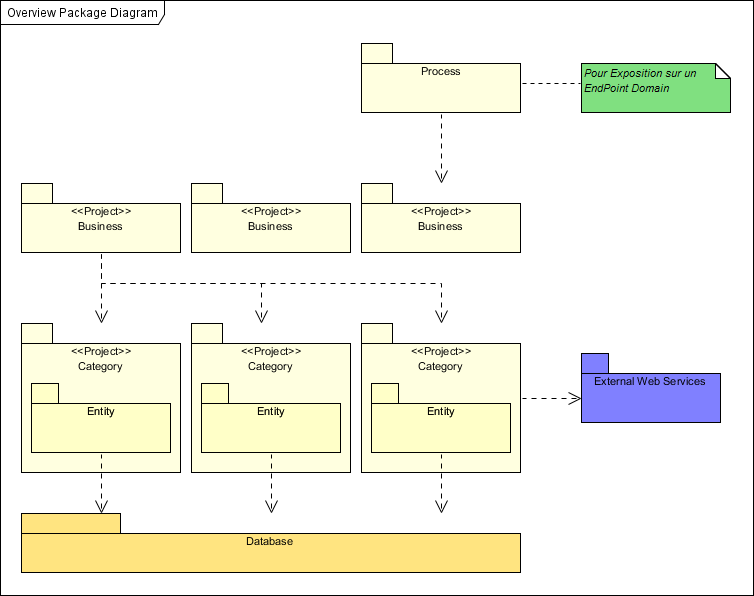 Overview Package Diagram
Process
Pour Exposition sur un
EndPoint Domain
<<Project>>
Business
<<Project>>
Business
<<Project>>
Business
<<Project>>
Category
Entity
<<Project>>
Category
Entity
<<Project>>
Category
Entity
External Web Services
Database